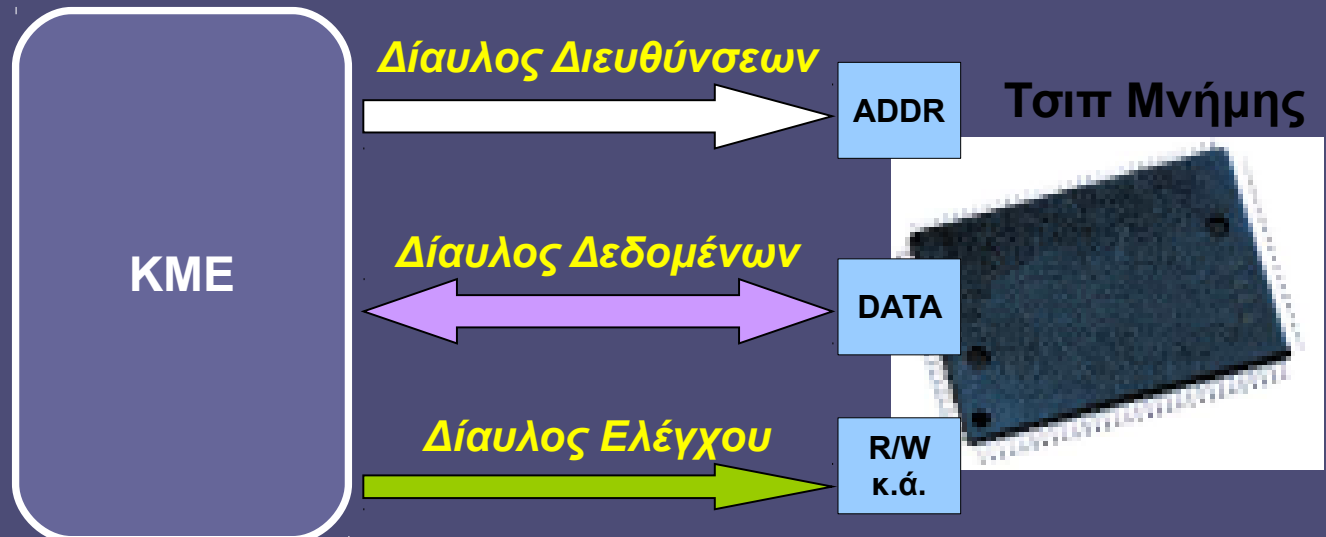 Δίαυλος Διευθύνσεων
ADDR
Τσιπ Μνήμης
ΚΜΕ
Δίαυλος Δεδομένων
DATA
Δίαυλος Ελέγχου
R/W
κ.ά.